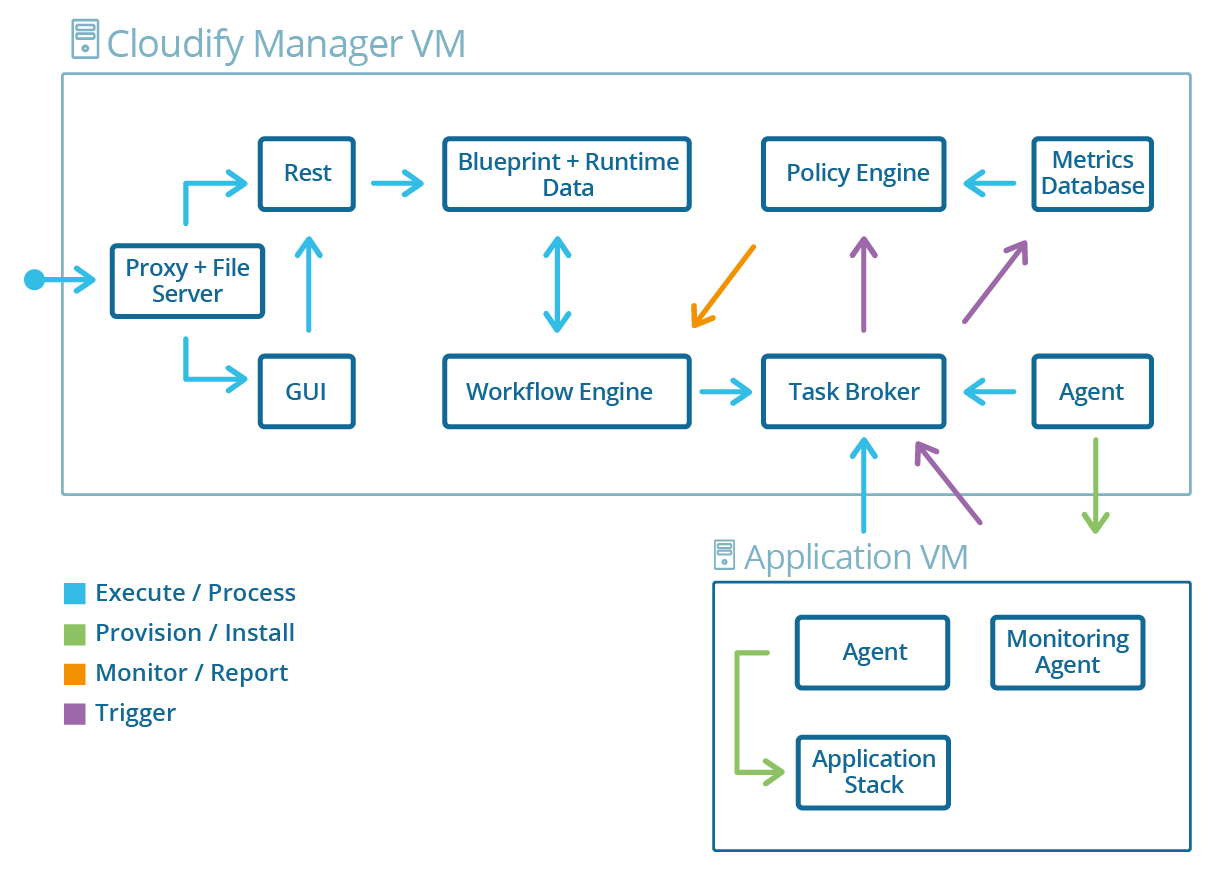 Cloudify Manager VM
Rest
Blueprint + Runtime
Data
Policy Engine
Metrics
Database
Proxy + File
Server
GUI
Workflow Engine
Task Broker
Agent
Application VM
Execute / Process
Provision / Install
Monitor / Report
Trigger
Agent
Monitoring
Agent
Application
Stack